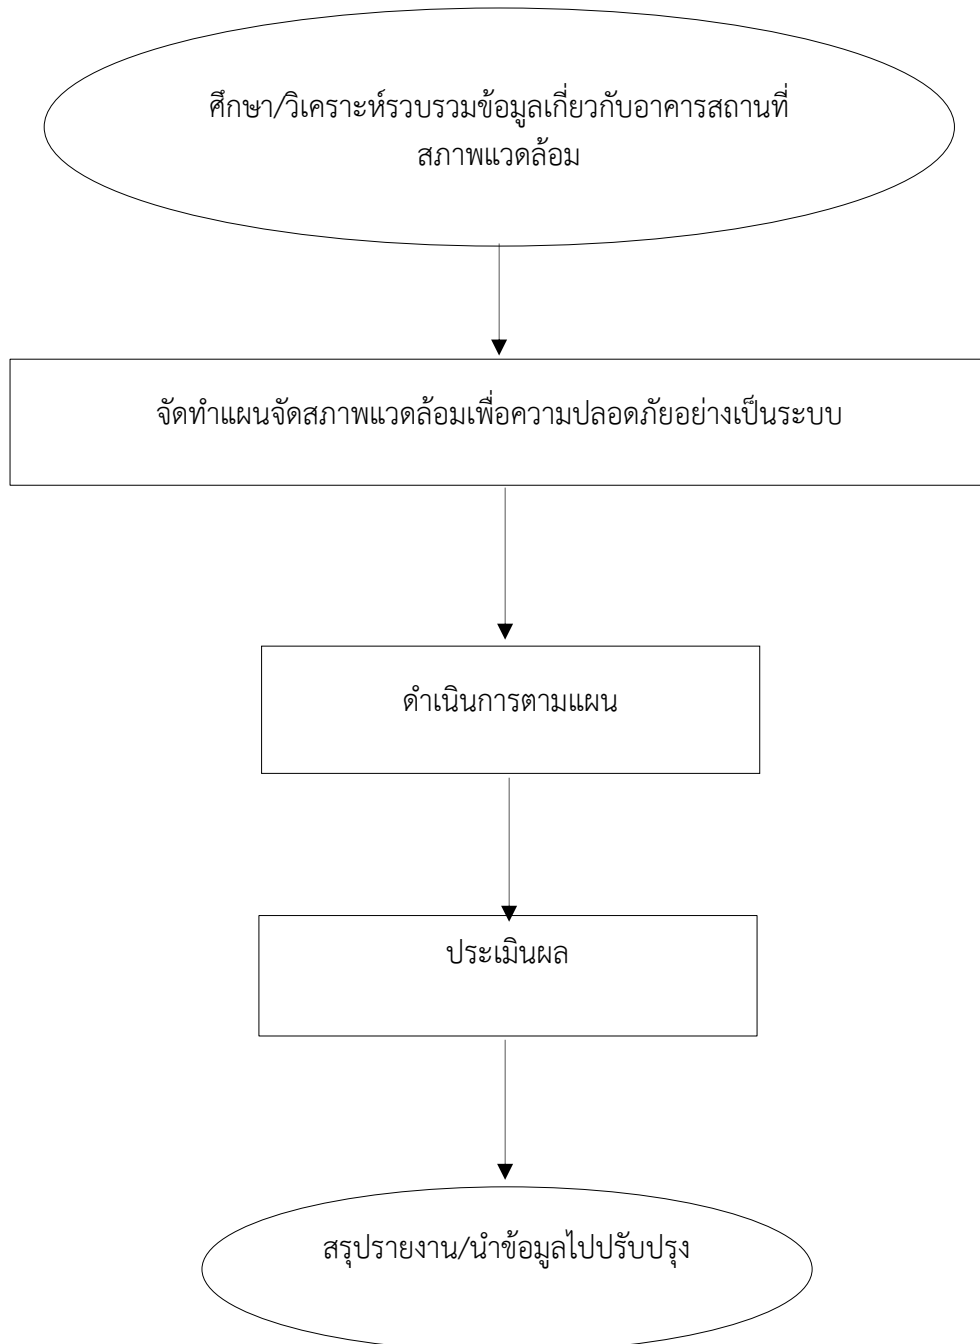 ศึกษา/วิเคราะห์รวบรวมข้อมูลเกี่ยวกับอาคารสถานที่
สภาพแวดล้อม
จัดทำแผนจัดสภาพแวดล้อมเพื่อความปลอดภัยอย่างเป็นระบบ
ดำเนินการตามแผน
ประเมินผล
สรุปรายงาน/นำข้อมูลไปปรับปรุง